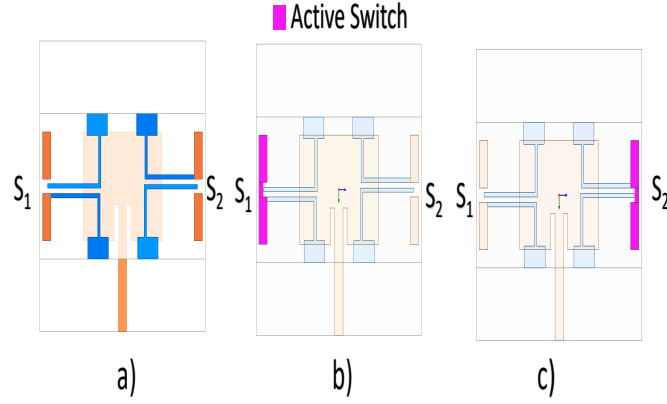 Active Switch
S₁ S₂ S₁ S₂ S₁ S₂
a) b) c)